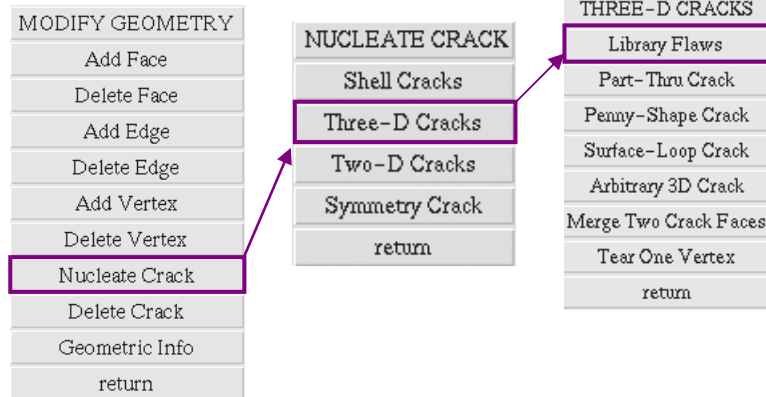 MODIFY GEOMETRY
Add Face
Delete Face
Add Edge
Delete Edge
Add Vertex
Delete Vertex
Nucleate Crack
Delete Crack
Geometric Info
return
NUCLEATE CRACK
Shell Cracks
Three-D Cracks
Two-D Cracks
Symmetry Crack
return
THREE-D CRACKS
Library Flaws
Part-Thru Crack
Penny-Shape Crack
Surface-Loop Crack
Arbitrary 3D Crack
Merge Two Crack Faces
Tear One Vertex
return